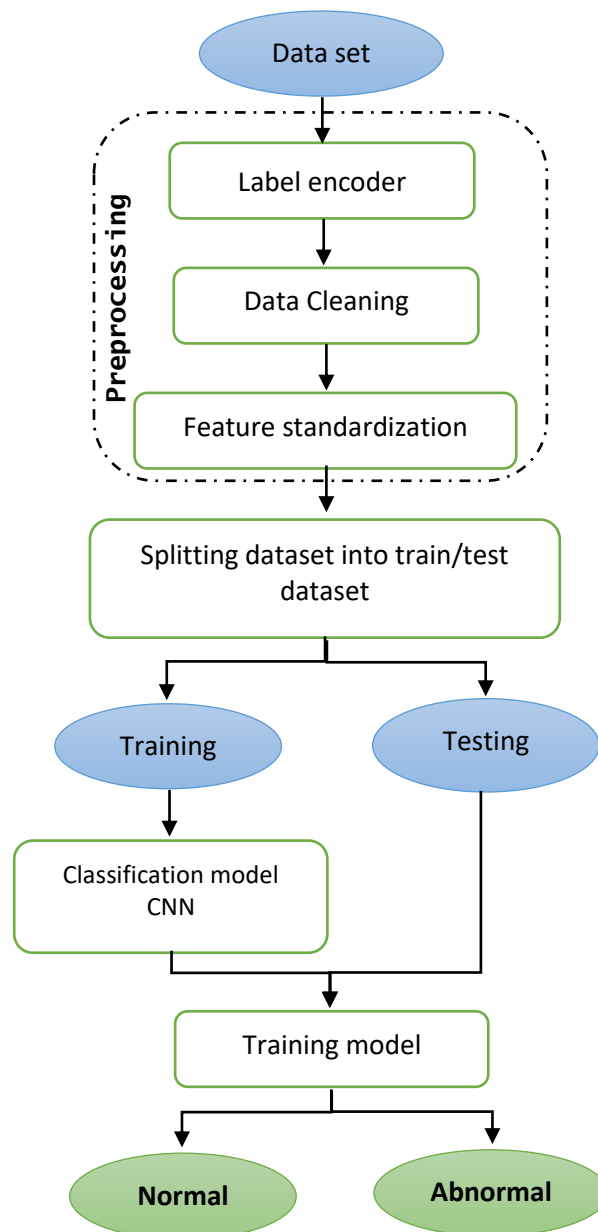 Data set
Preprocessing
Label encoder
Data Cleaning
Feature standardization
Splitting dataset into train/test
dataset
Training
Testing
Classification model
CNN
Training model
Normal
Abnormal